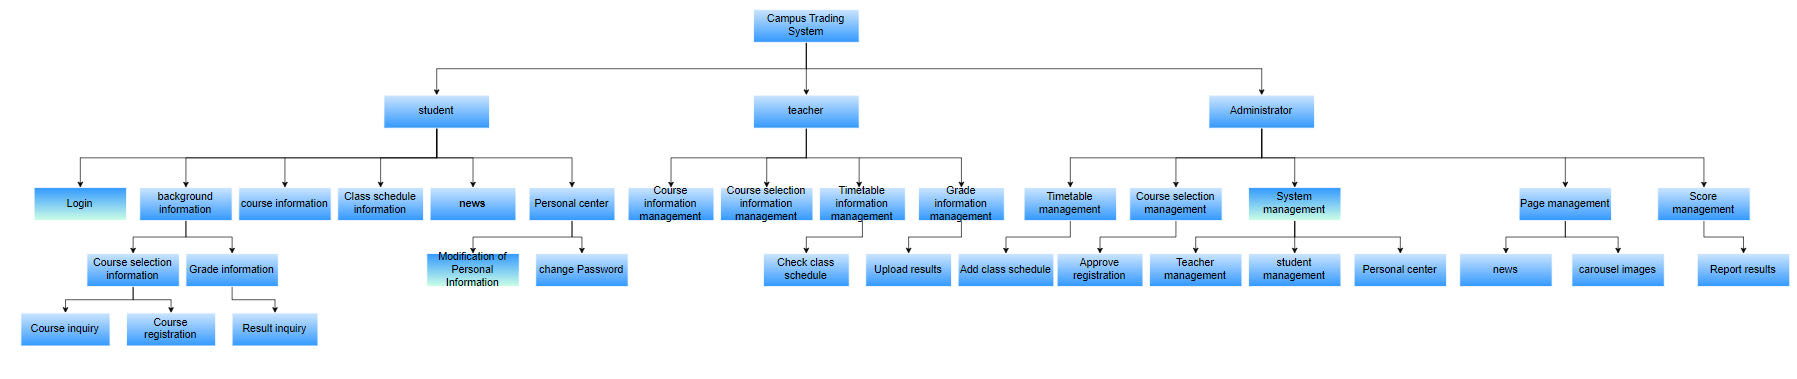 Campus Trading
System
student
teacher
Administrator
Login
background
information
course information
Class schedule
information
news
Personal center
Course
information
management
Course selection
information
management
Timetable
information
management
Grade
information
management
Timetable
management
Course selection
management
System
management
Page management
Score
management
Course selection
information
Grade information
Modification of
Personal
Information
change Password
Check class
schedule
Upload results
Add class schedule
Approve
registration
Teacher
management
student
management
Personal center
news
carousel images
Report results
Course inquiry
Course
registration
Result inquiry